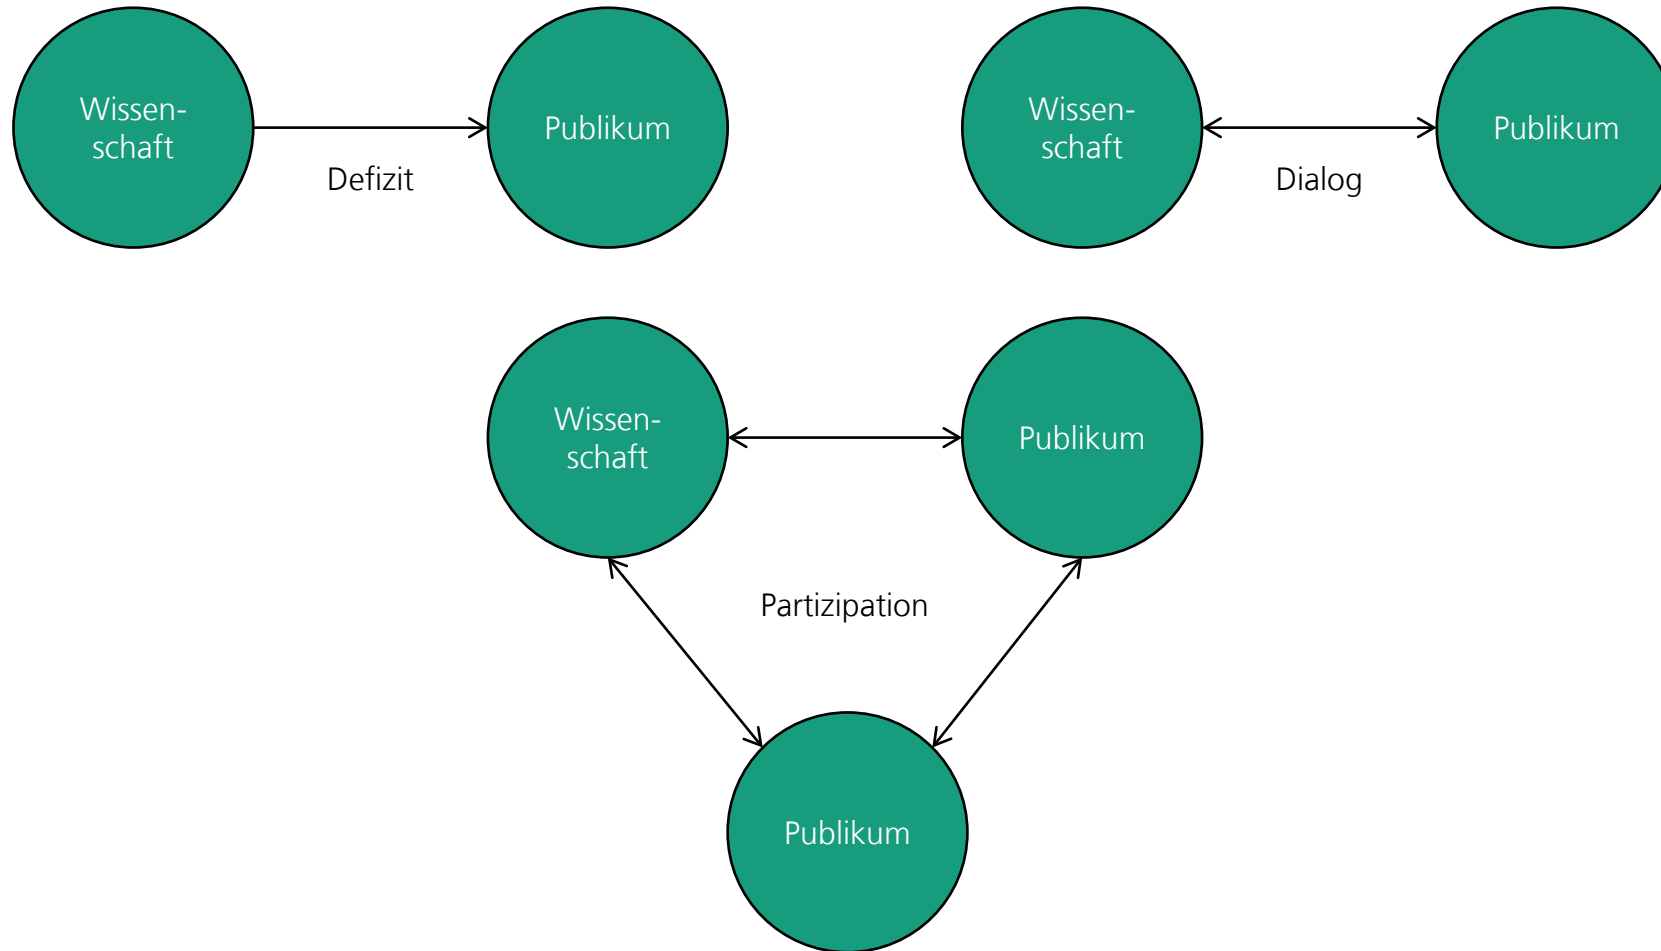 Wissen-
schaft
Defizit
Publikum
Wissen-
schaft
Dialog
Publikum
Wissen-
schaft
Publikum
Partizipation
Publikum